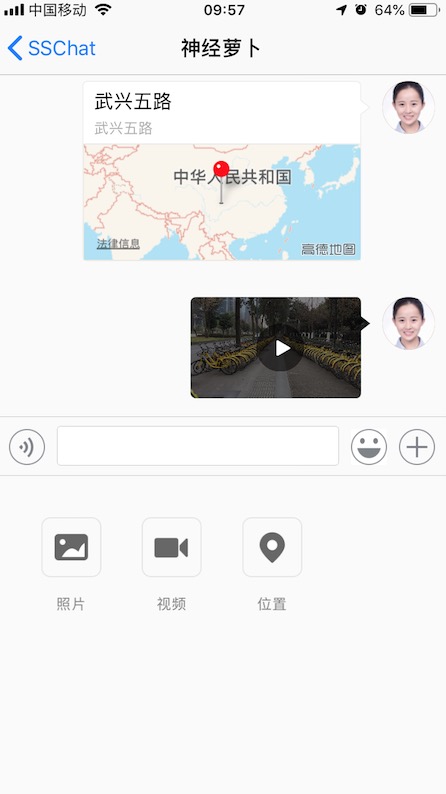 中国移动
09:57
64%
SSChat
神经萝卜
武兴五路
武兴五路
中华人民共和国
法律信息
高德地图
照片
视频
位置